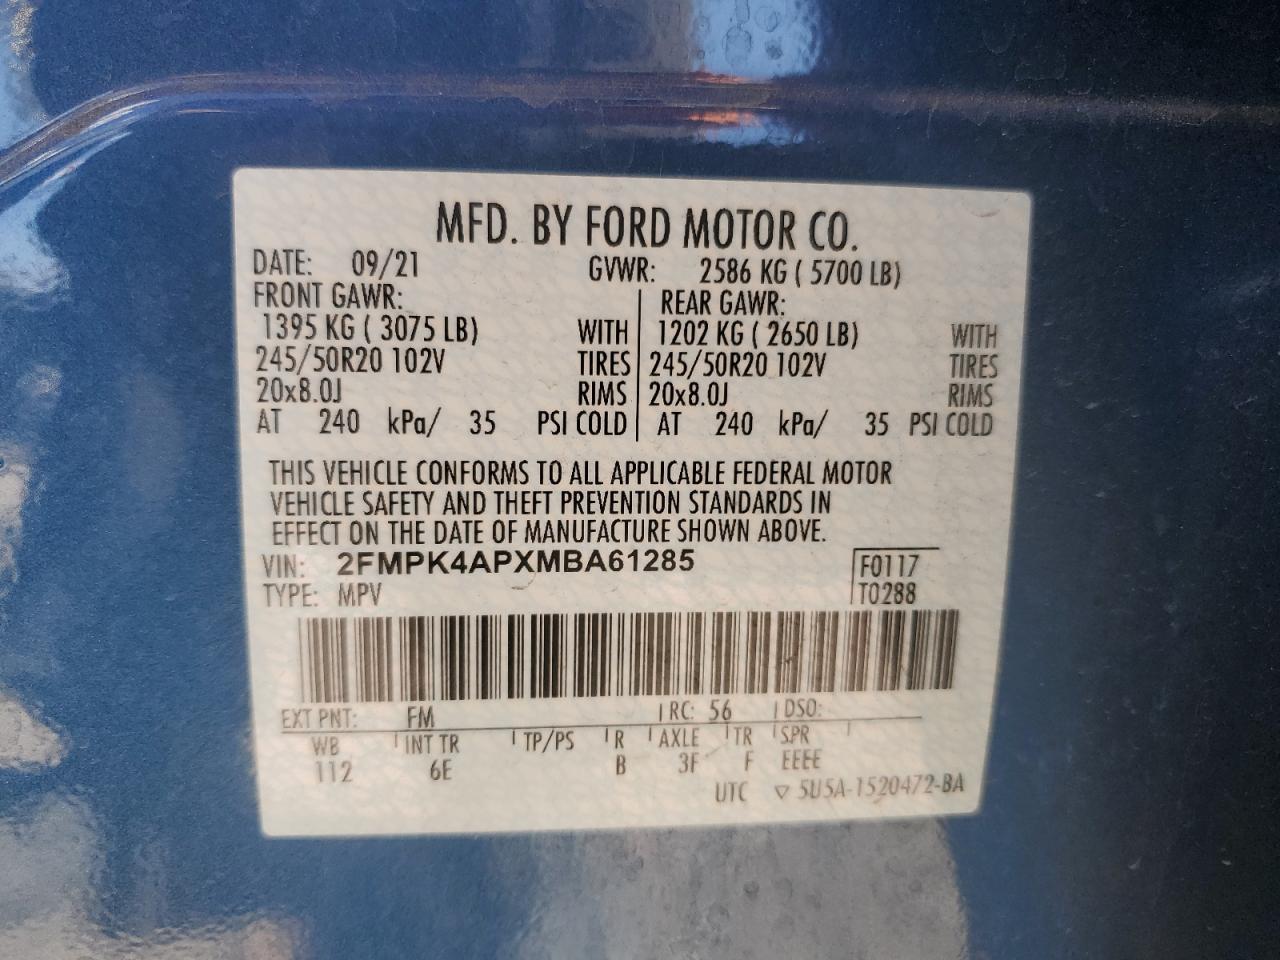 MFD. BY FORD MOTOR CO.
DATE: 09/21 GVWR: 2586 KG ( 5700 LB)
FRONT GAWR: REAR GAWR:
1395 KG ( 3075 LB) WITH 1202 KG ( 2650 LB) WITH
245/50R20 102V TIRES 245/50R20 102V TIRES
20x8.0J RIMS 20x8.0J RIMS
AT 240 kPa/ 35 PSI COLD AT 240 kPa/ 35 PSI COLD
THIS VEHICLE CONFORMS TO ALL APPLICABLE FEDERAL MOTOR
VEHICLE SAFETY AND THEFT PREVENTION STANDARDS IN
EFFECT ON THE DATE OF MANUFACTURE SHOWN ABOVE.
VIN: 2FMPK4APXMBA61285 F0117
TYPE: MPV T0288
EXT PNT: FM RC: 56 DSO:
WB INT TR TP/PS R AXLE TR SPR
112 6E B 3F F EEEE
UTC ▽ 5U5A-1520472-BA